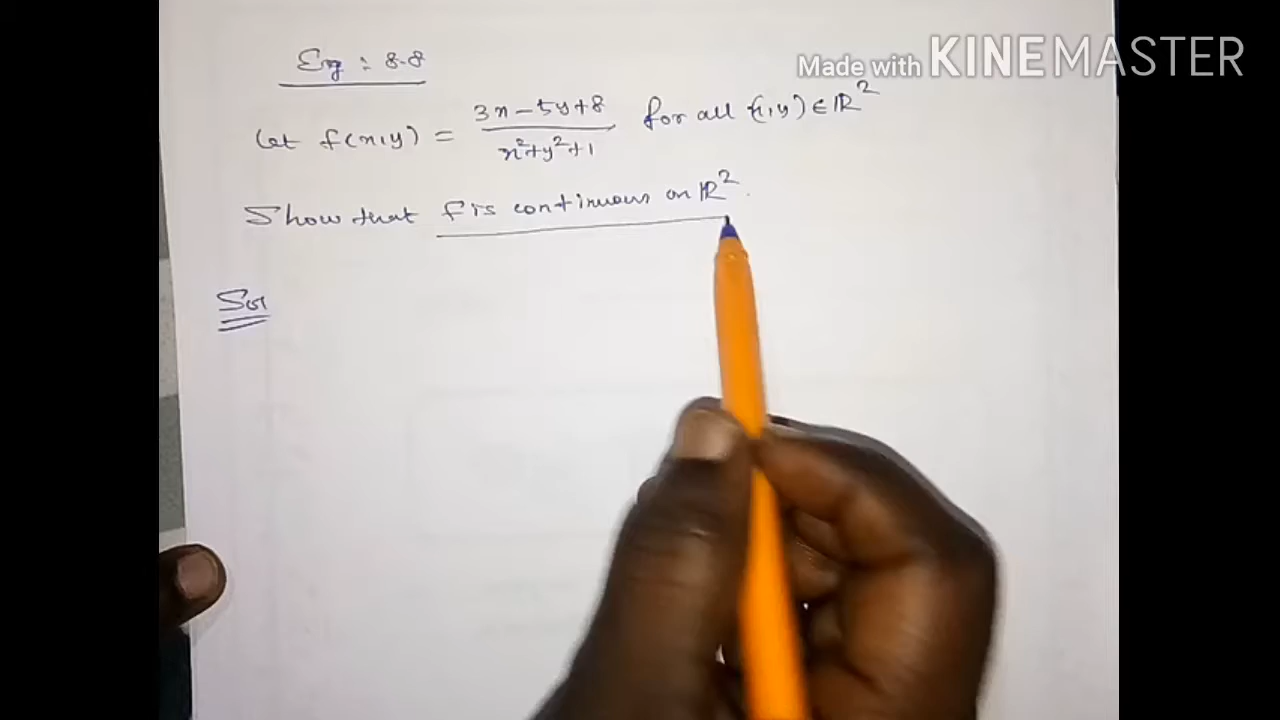 Made with KINEMASTER
Eg : 8.8
Let f(x,y) = 3x-5y+8 / x²+y²+1 for all (x,y) ∈ ℝ²
Show that f is continuous on ℝ².
Sol